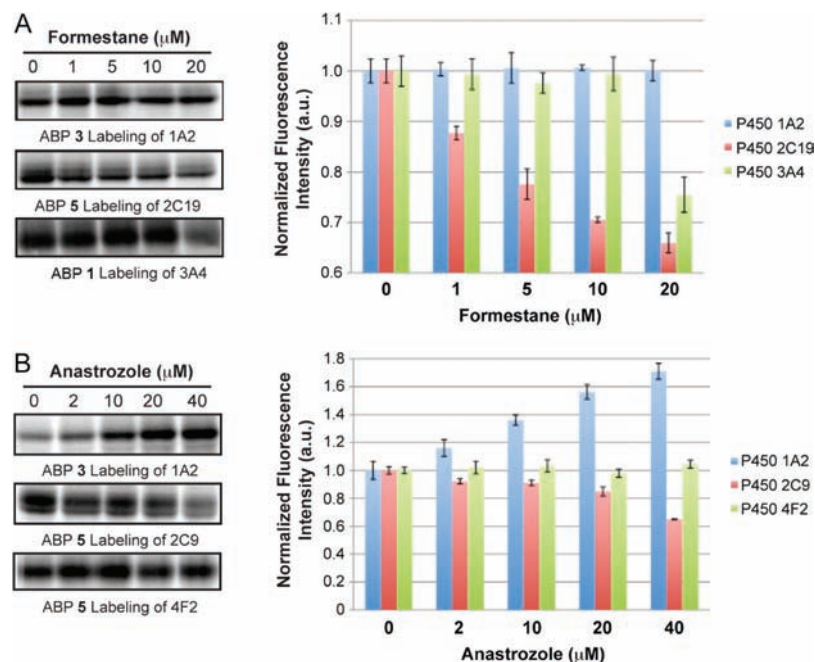 A
Formestane (μM)
0 1 5 10 20
ABP 3 Labeling of 1A2
ABP 5 Labeling of 2C19
ABP 1 Labeling of 3A4
Normalized Fluorescence
Intensity (a.u.)
1.1
1.0
0.9
0.8
0.7
0.6
0 1 5 10 20
Formestane (μM)
P450 1A2
P450 2C19
P450 3A4
B
Anastrozole (μM)
0 2 10 20 40
ABP 3 Labeling of 1A2
ABP 5 Labeling of 2C9
ABP 5 Labeling of 4F2
Normalized Fluorescence
Intensity (a.u.)
1.8
1.6
1.4
1.2
1.0
0.8
0.6
0.4
0.2
0
0 2 10 20 40
Anastrozole (μM)
P450 1A2
P450 2C9
P450 4F2